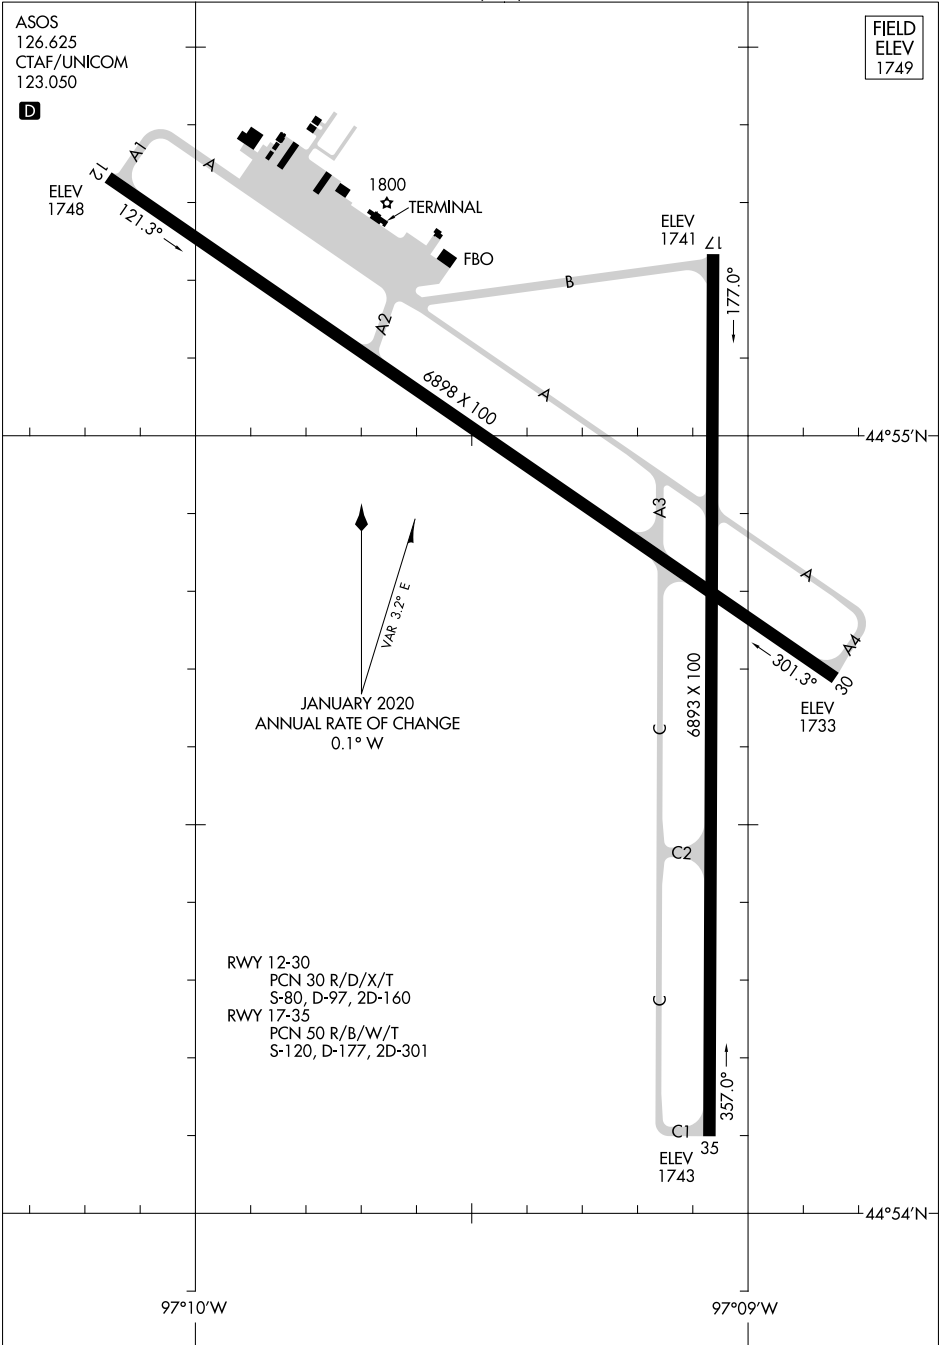 ASOS
126.625
CTAF/UNICOM
123.050
D
FIELD
ELEV
1749
A1
A
12
ELEV
1748
121.3°
1800
TERMINAL
FBO
ELEV
1741
17
B
177.0°
A2
6898 X 100
A
44°55'N
A3
VAR 3.2° E
A
A4
301.3°
30
ELEV
1733
JANUARY 2020
ANNUAL RATE OF CHANGE
0.1° W
6893 X 100
C
C2
RWY 12-30
PCN 30 R/D/X/T
S-80, D-97, 2D-160
RWY 17-35
PCN 50 R/B/W/T
S-120, D-177, 2D-301
C
357.0°
C1
35
ELEV
1743
44°54'N
97°10'W
97°09'W